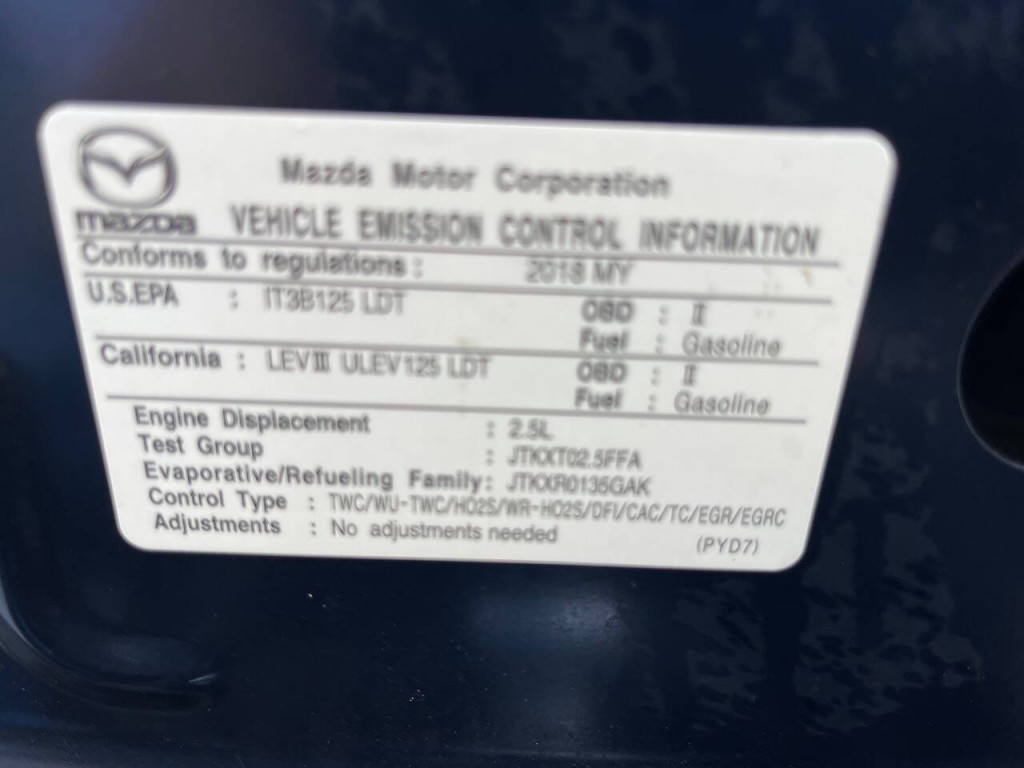 Mazda Motor Corporation
mazda
VEHICLE EMISSION CONTROL INFORMATION
Conforms to regulations : 2018 MY
U.S.EPA : IT3B125 LDT OBD : II
Fuel : Gasoline
California : LEVIII ULEV125 LDT OBD : II
Fuel : Gasoline
Engine Displacement : 2.5L
Test Group : JTKXT02.5FFA
Evaporative/Refueling Family: JTKXR0135GAK
Control Type : TWC/WU-TWC/HO2S/WR-HO2S/DFI/CAC/TC/EGR/EGRC
Adjustments : No adjustments needed
(PYD7)